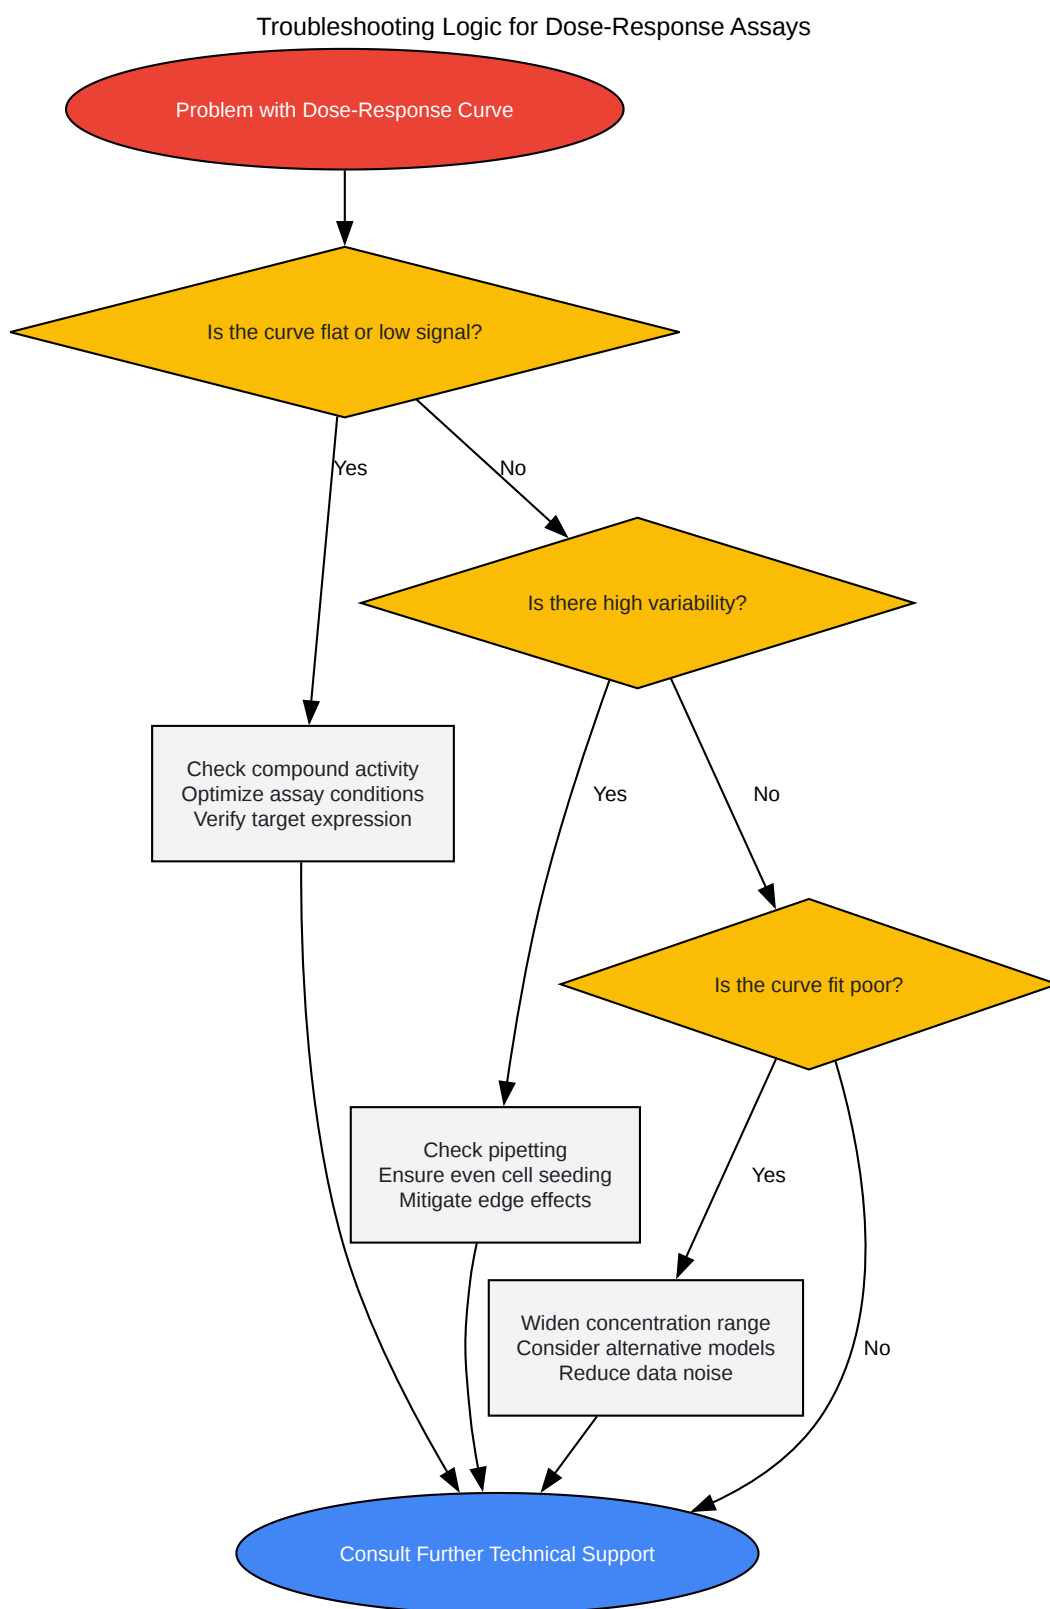 Troubleshooting Logic for Dose-Response Assays
Problem with Dose-Response Curve
Is the curve flat or low signal?
Yes
No
Is there high variability?
Check compound activity
Optimize assay conditions
Verify target expression
Yes
No
Is the curve fit poor?
Check pipetting
Ensure even cell seeding
Mitigate edge effects
Yes
Widen concentration range
Consider alternative models
Reduce data noise
No
Consult Further Technical Support